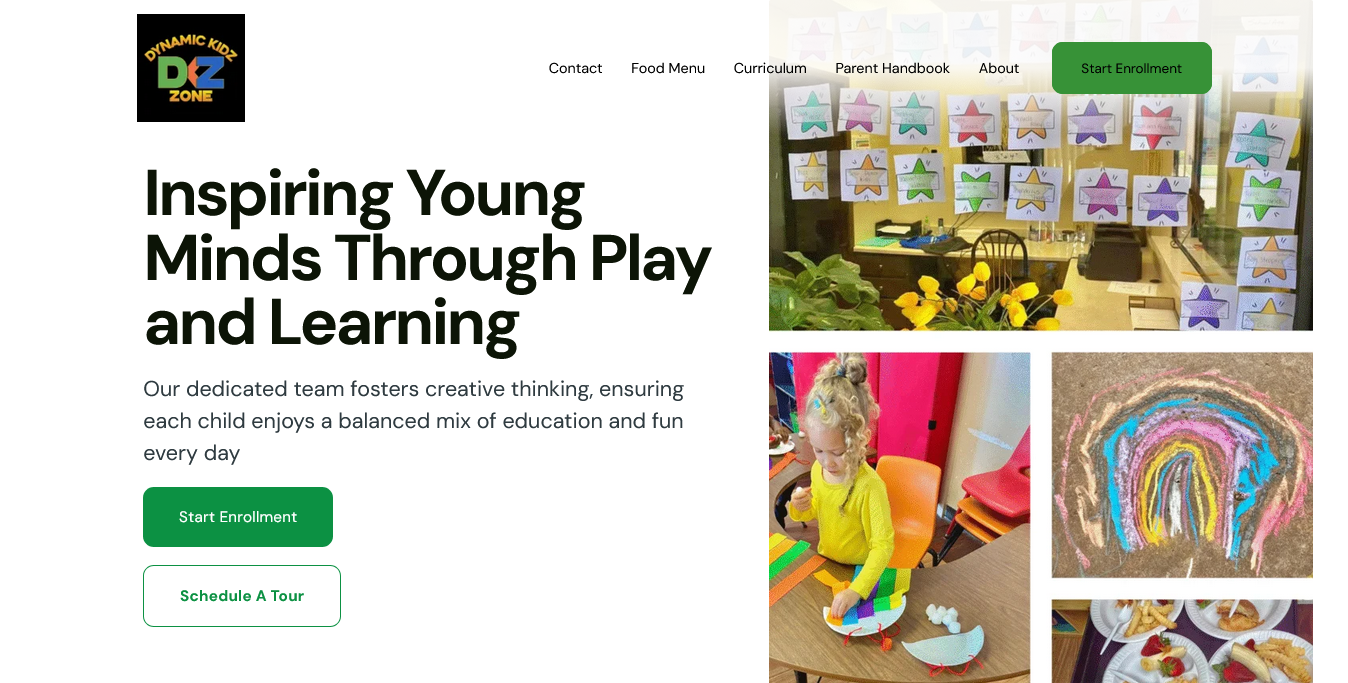 DYNAMIC KIDZ
DKZ
ZONE
Contact
Food Menu
Curriculum
Parent Handbook
About
Start Enrollment
Inspiring Young
Minds Through Play
and Learning
Our dedicated team fosters creative thinking, ensuring
each child enjoys a balanced mix of education and fun
every day
Start Enrollment
Schedule A Tour